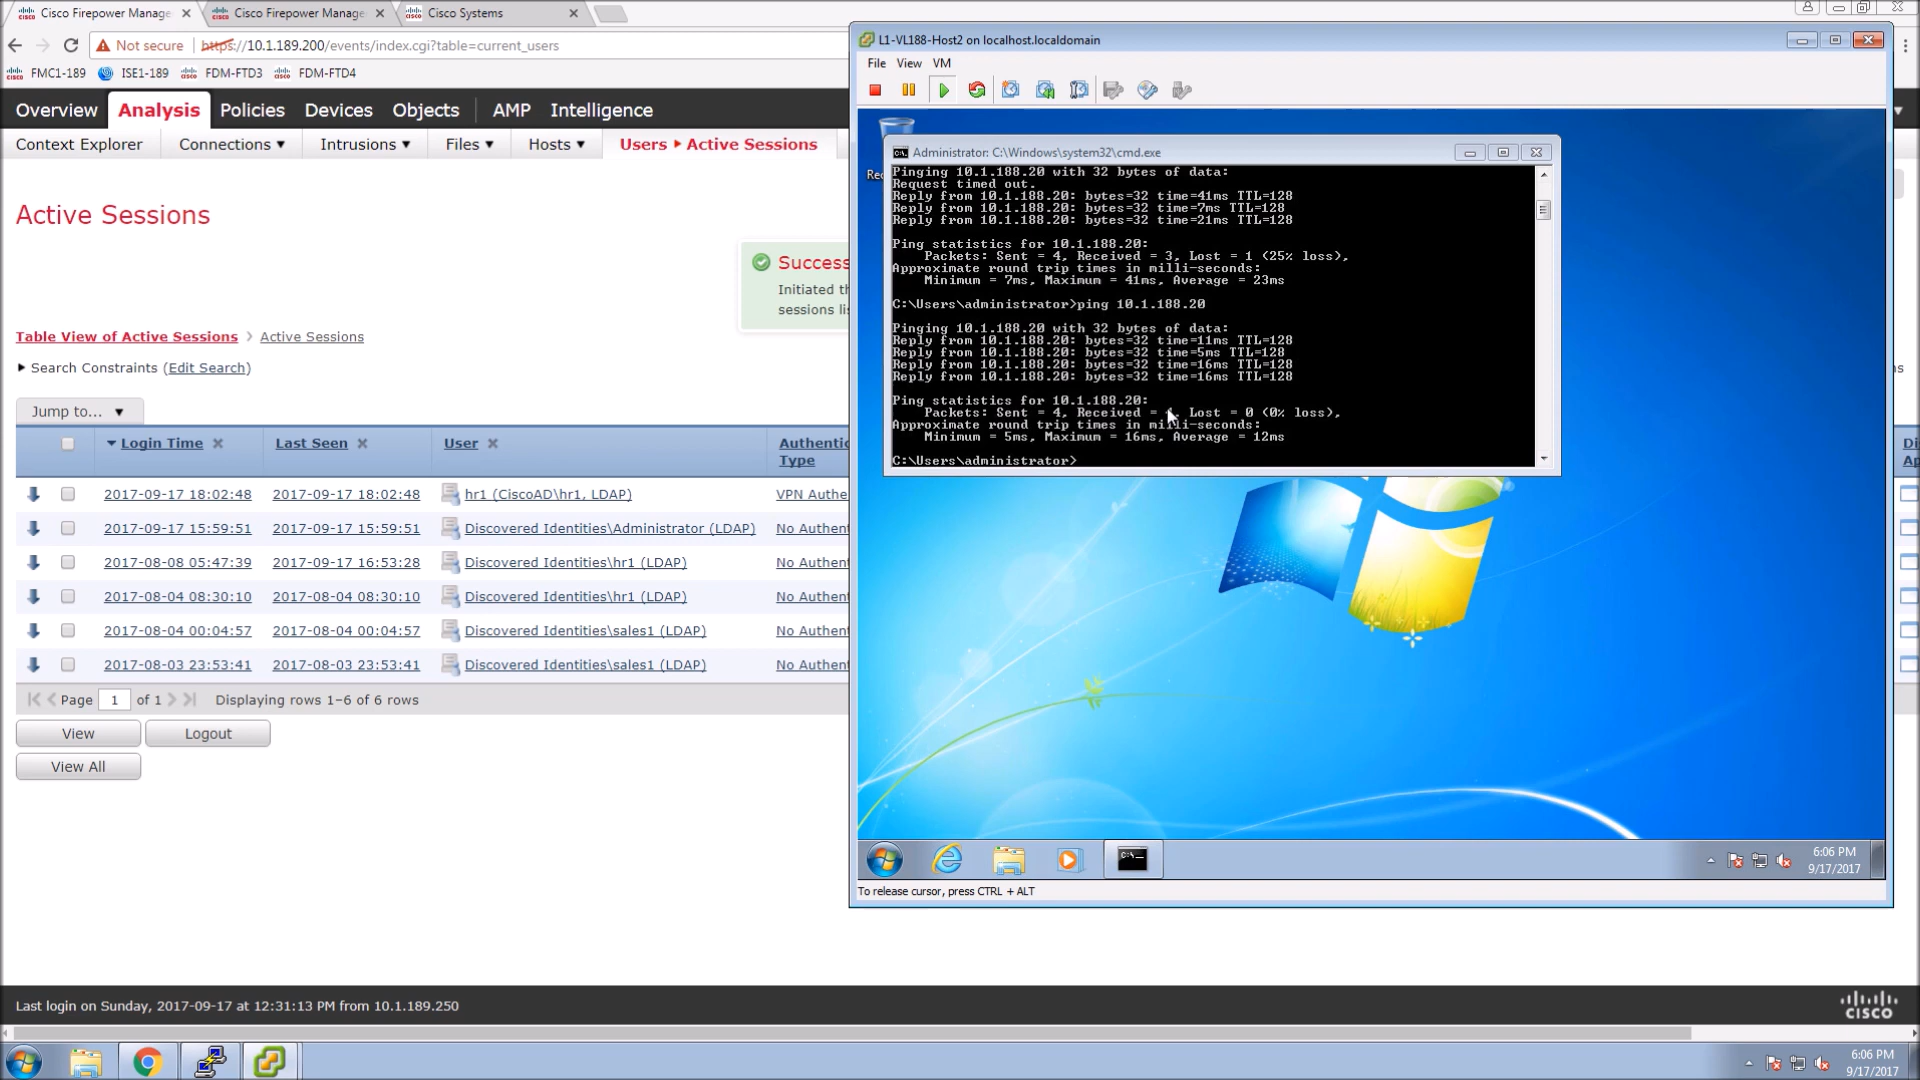 Cisco Firepower Manage
Cisco Firepower Manage
Cisco Systems
Not secure
https://10.1.189.200/events/index.cgi?table=current_users
FMC1-189
ISE1-189
FDM-FTD3
FDM-FTD4
Overview
Analysis
Policies
Devices
Objects
AMP
Intelligence
Context Explorer
Connections
Intrusions
Files
Hosts
Users
Active Sessions
Active Sessions
Success
Initiated th
sessions lis
Table View of Active Sessions > Active Sessions
Search Constraints (Edit Search)
Jump to...
Login Time
Last Seen
User
Authentic
Type
2017-09-17 18:02:48 2017-09-17 18:02:48 hr1 (CiscoAD\hr1, LDAP) VPN Authe
2017-09-17 15:59:51 2017-09-17 15:59:51 Discovered Identities\Administrator (LDAP) No Authent
2017-08-08 05:47:39 2017-09-17 16:53:28 Discovered Identities\hr1 (LDAP) No Authent
2017-08-04 08:30:10 2017-08-04 08:30:10 Discovered Identities\hr1 (LDAP) No Authent
2017-08-04 00:04:57 2017-08-04 00:04:57 Discovered Identities\sales1 (LDAP) No Authent
2017-08-03 23:53:41 2017-08-03 23:53:41 Discovered Identities\sales1 (LDAP) No Authent
Page 1 of 1 Displaying rows 1–6 of 6 rows
View
Logout
View All
Last login on Sunday, 2017-09-17 at 12:31:13 PM from 10.1.189.250
CISCO
L1-VL188-Host2 on localhost.localdomain
File View VM
Administrator: C:\Windows\system32\cmd.exe
Pinging 10.1.188.20 with 32 bytes of data:
Request timed out.
Reply from 10.1.188.20: bytes=32 time=41ms TTL=128
Reply from 10.1.188.20: bytes=32 time=7ms TTL=128
Reply from 10.1.188.20: bytes=32 time=21ms TTL=128
Ping statistics for 10.1.188.20:
Packets: Sent = 4, Received = 3, Lost = 1 (25% loss),
Approximate round trip times in milli-seconds:
Minimum = 7ms, Maximum = 41ms, Average = 23ms
C:\Users\administrator>ping 10.1.188.20
Pinging 10.1.188.20 with 32 bytes of data:
Reply from 10.1.188.20: bytes=32 time=11ms TTL=128
Reply from 10.1.188.20: bytes=32 time=5ms TTL=128
Reply from 10.1.188.20: bytes=32 time=16ms TTL=128
Reply from 10.1.188.20: bytes=32 time=16ms TTL=128
Ping statistics for 10.1.188.20:
Packets: Sent = 4, Received = , Lost = 0 (0% loss),
Approximate round trip times in milli-seconds:
Minimum = 5ms, Maximum = 16ms, Average = 12ms
C:\Users\administrator>
6:06 PM
9/17/2017
To release cursor, press CTRL + ALT
6:06 PM
9/17/2017